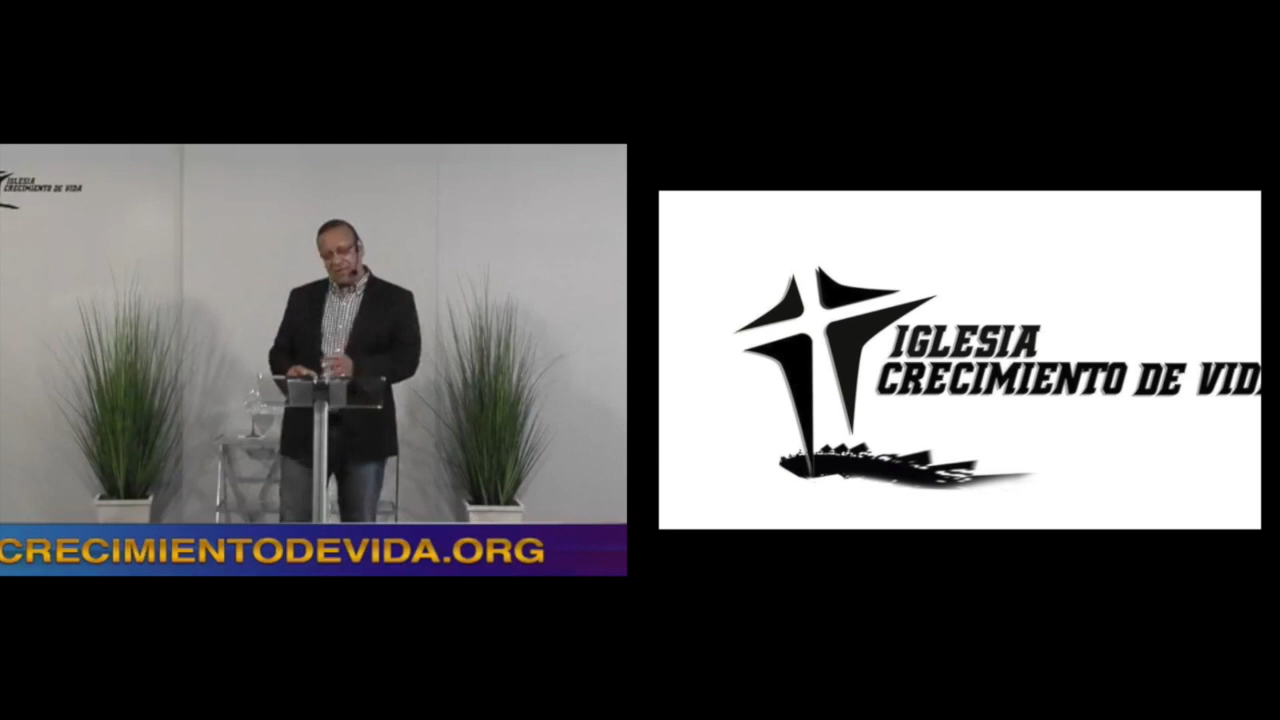 IGLESIA
CRECIMIENTO DE VIDA
CRECIMIENTODEVIDA.ORG
IGLESIA
CRECIMIENTO DE VID